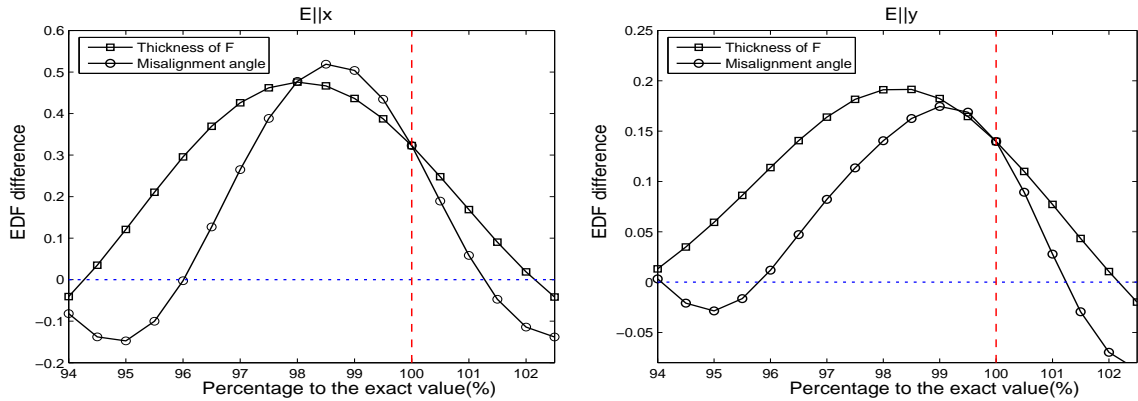 E||x
Thickness of F
Misalignment angle
0.6
0.5
0.4
0.3
0.2
0.1
0
−0.1
−0.2
EDF difference
94 95 96 97 98 99 100 101 102
Percentage to the exact value(%)
E||y
Thickness of F
Misalignment angle
0.25
0.2
0.15
0.1
0.05
0
−0.05
EDF difference
94 95 96 97 98 99 100 101 102
Percentage to the exact value(%)